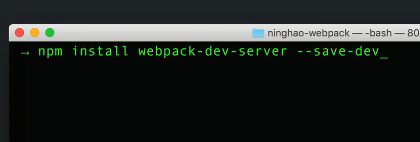 ninghao-webpack — -bash — 80
→ npm install webpack-dev-server --save-dev_